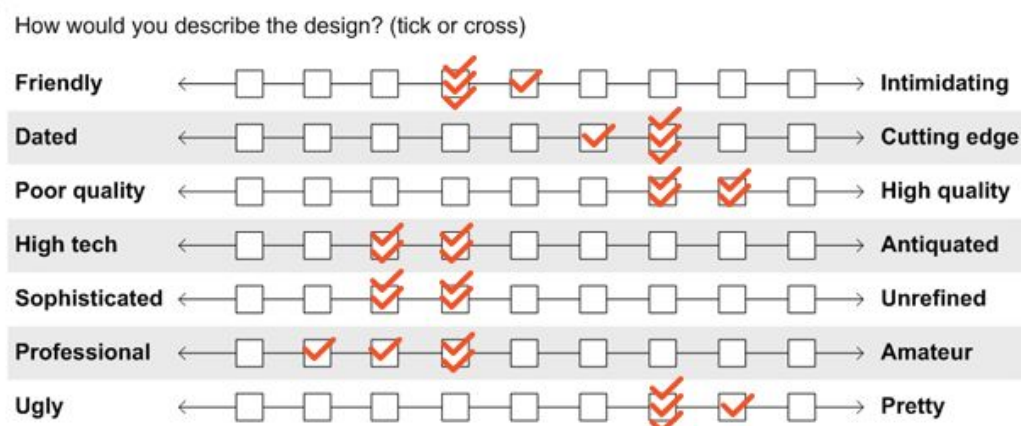 How would you describe the design? (tick or cross)
Friendly Intimidating
Dated Cutting edge
Poor quality High quality
High tech Antiquated
Sophisticated Unrefined
Professional Amateur
Ugly Pretty